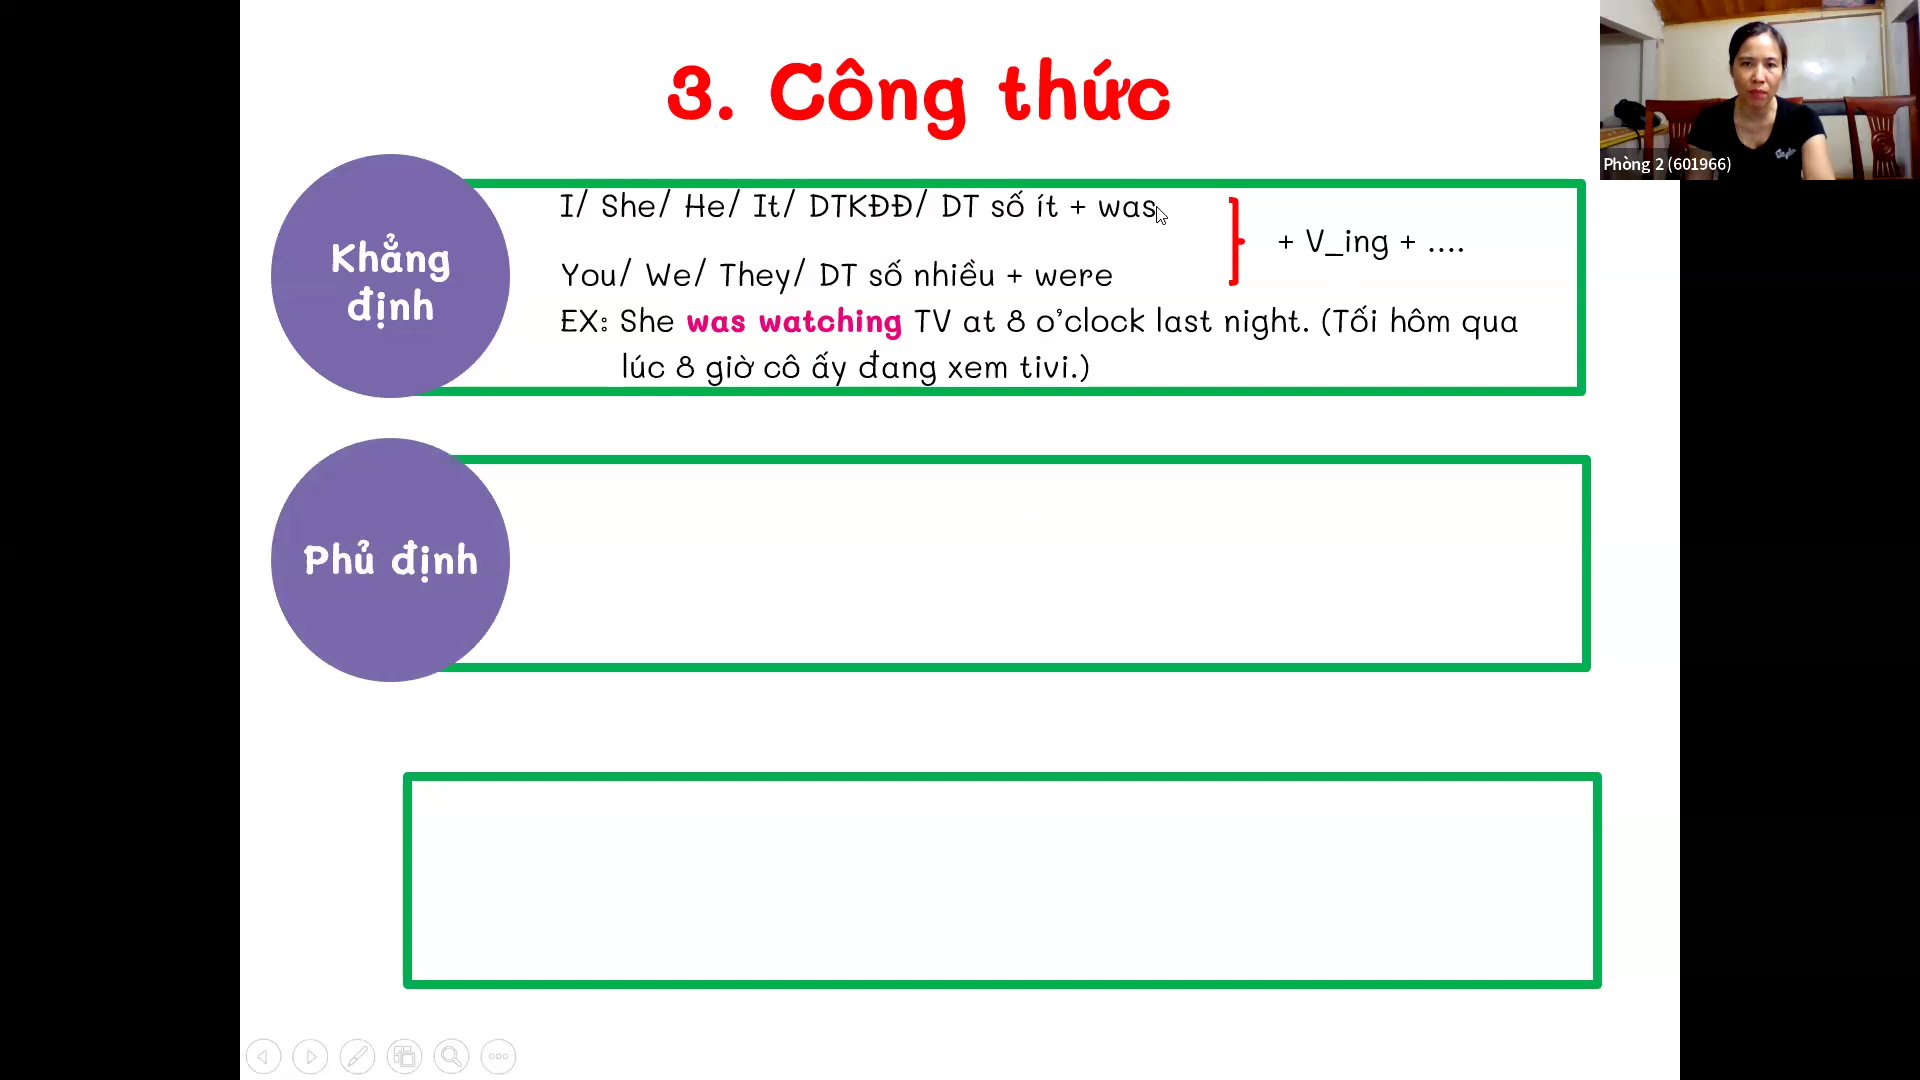 3. Công thức
Phòng 2 (601966)
Khẳng
định
I/ She/ He/ It/ DTKĐĐ/ DT số ít + was
You/ We/ They/ DT số nhiều + were
+ V_ing + ....
EX: She was watching TV at 8 o'clock last night. (Tối hôm qua
lúc 8 giờ cô ấy đang xem tivi.)
Phủ định